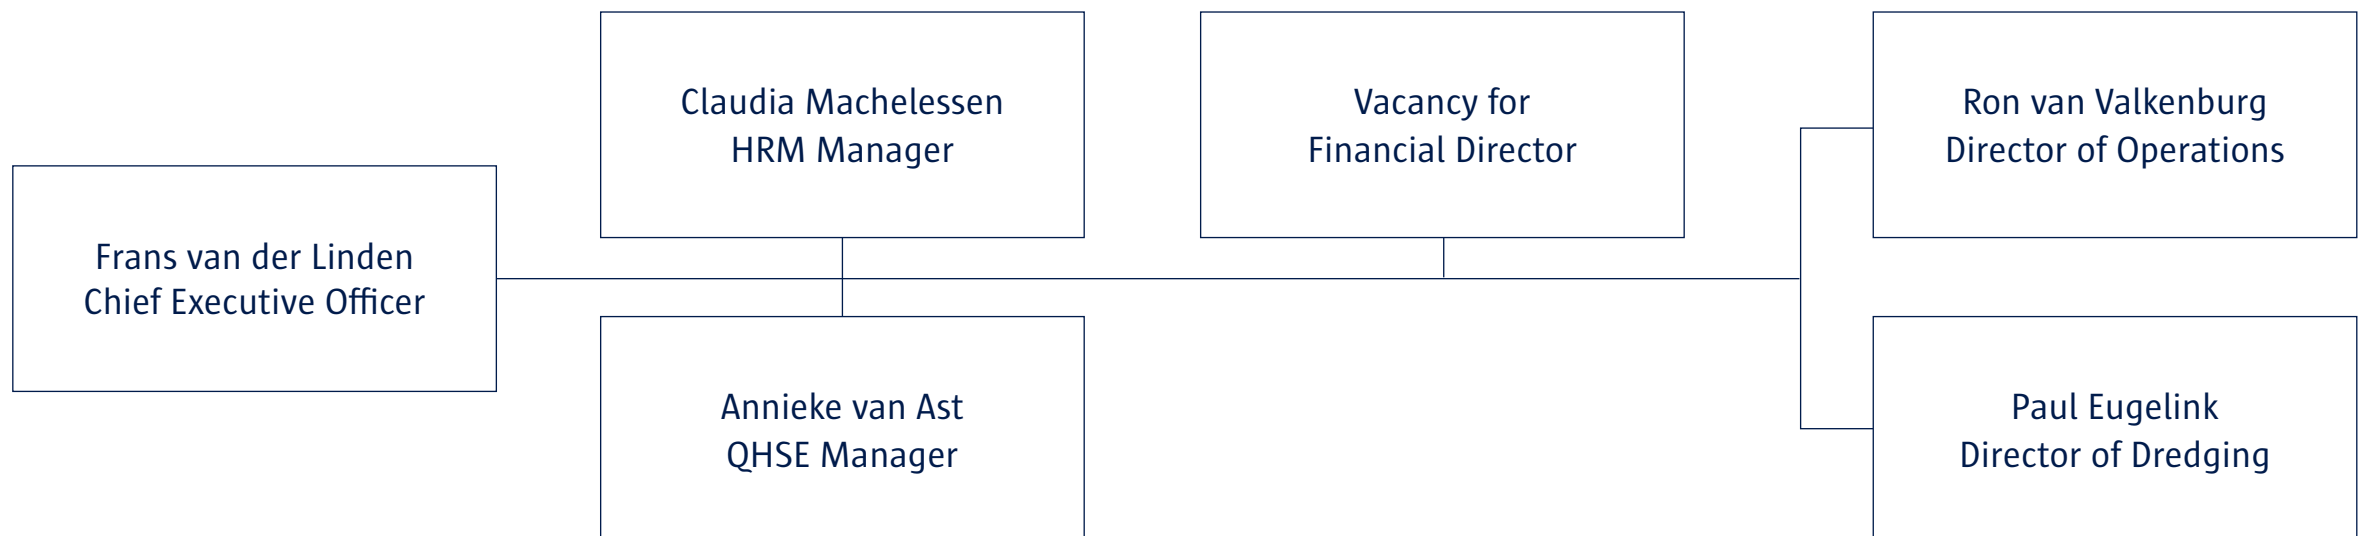 Frans van der Linden
Chief Executive Officer
Claudia Machelessen
HRM Manager
Annieke van Ast
QHSE Manager
Vacancy for
Financial Director
Ron van Valkenburg
Director of Operations
Paul Eugelink
Director of Dredging